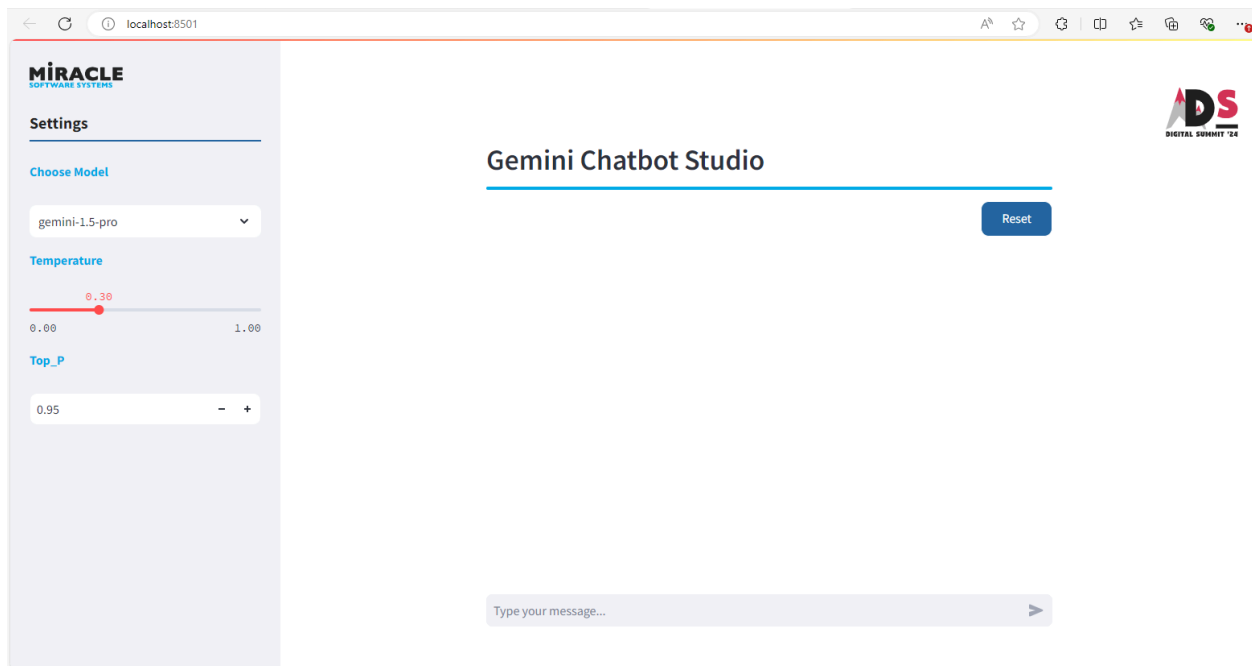 localhost:8501
MiRACLE
SOFTWARE SYSTEMS
Settings
Choose Model
gemini-1.5-pro
Temperature
0.30
0.00 1.00
Top_P
0.95 - +
DS
DIGITAL SUMMIT '24
Gemini Chatbot Studio
Reset
Type your message...